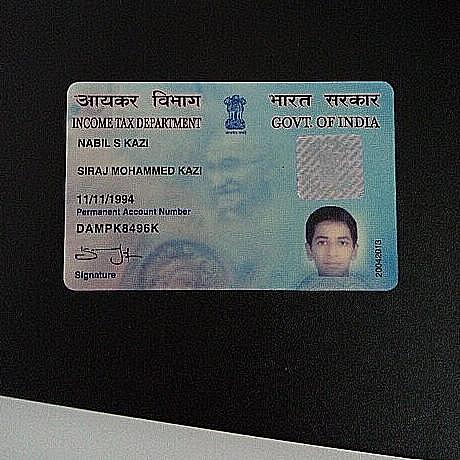 आयकर विभाग
भारत सरकार
INCOME TAX DEPARTMENT
GOVT. OF INDIA
NABIL S KAZI
SIRAJ MOHAMMED KAZI
11/11/1994
Permanent Account Number
DAMPK8496K
Signature
20042013